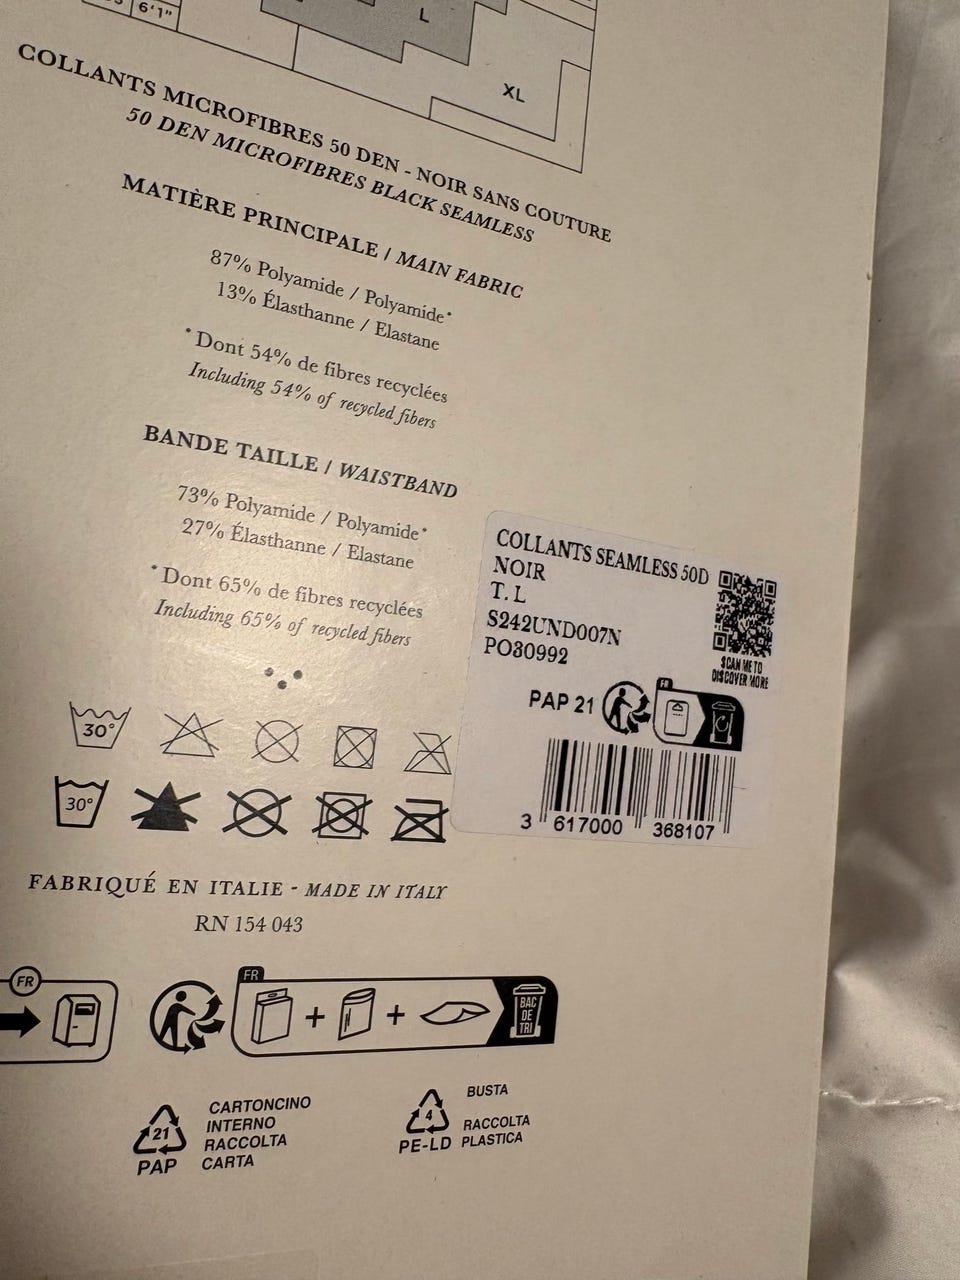 6'1"
L
XL
COLLANTS MICROFIBRES 50 DEN - NOIR SANS COUTURE
50 DEN MICROFIBRES BLACK SEAMLESS
MATIÈRE PRINCIPALE / MAIN FABRIC
87% Polyamide / Polyamide*
13% Élasthanne / Elastane
*Dont 54% de fibres recyclées
Including 54% of recycled fibers
BANDE TAILLE / WAISTBAND
73% Polyamide / Polyamide*
27% Élasthanne / Elastane
*Dont 65% de fibres recyclées
Including 65% of recycled fibers
COLLANTS SEAMLESS 50D
NOIR
T. L
S242UND007N
PO30992
SCAN ME TO
DISCOVER MORE
PAP 21
FR
3 617000 368107
30°
30°
FABRIQUÉ EN ITALIE - MADE IN ITALY
RN 154 043
FR
FR
BAC
DE
TRI
21
PAP
CARTONCINO
INTERNO
RACCOLTA
CARTA
4
PE-LD
BUSTA
RACCOLTA
PLASTICA